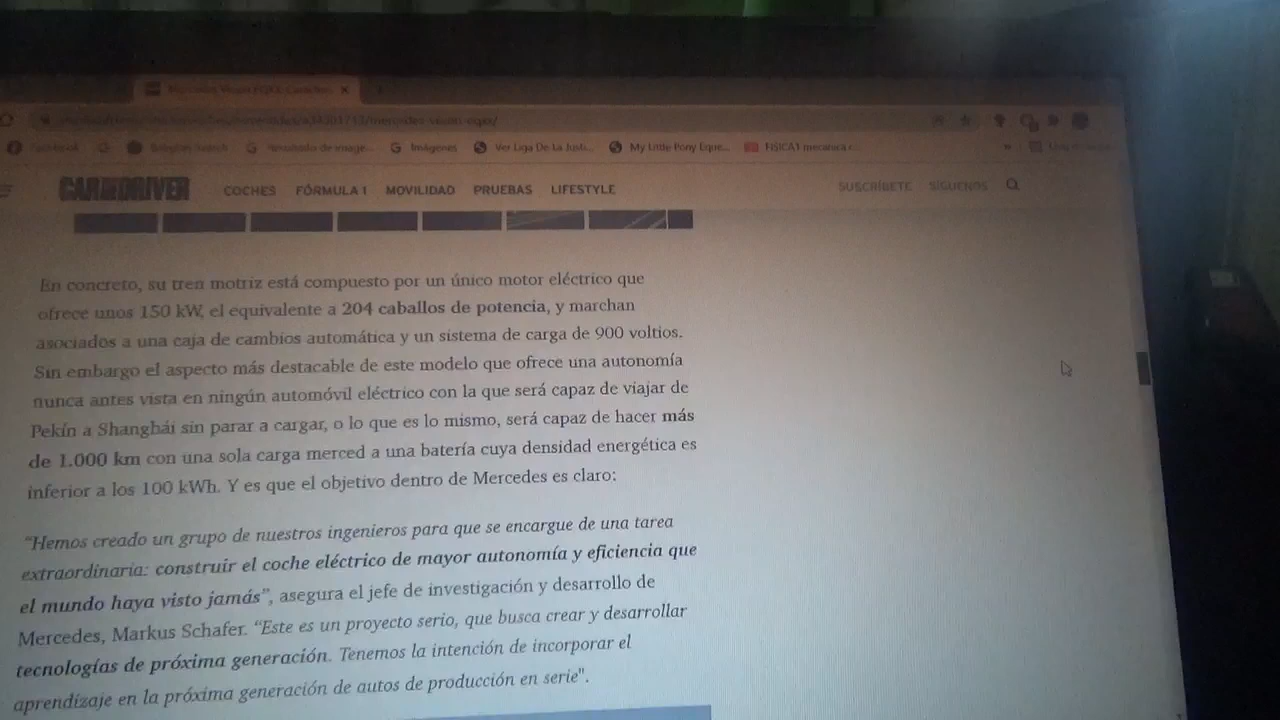 Facebook
Imágenes
Ver Liga De La Justi...
My Little Pony Eque...
FISICA1 mecanica r...
CAR AND DRIVER
COCHES FÓRMULA 1 MOVILIDAD PRUEBAS LIFESTYLE
SUSCRÍBETE SÍGUENOS
En concreto, su tren motriz está compuesto por un único motor eléctrico que
ofrece unos 150 kW, el equivalente a 204 caballos de potencia, y marchan
asociados a una caja de cambios automática y un sistema de carga de 900 voltios.
Sin embargo el aspecto más destacable de este modelo que ofrece una autonomía
nunca antes vista en ningún automóvil eléctrico con la que será capaz de viajar de
Pekín a Shanghái sin parar a cargar, o lo que es lo mismo, será capaz de hacer más
de 1.000 km con una sola carga merced a una batería cuya densidad energética es
inferior a los 100 kWh. Y es que el objetivo dentro de Mercedes es claro:
“Hemos creado un grupo de nuestros ingenieros para que se encargue de una tarea
extraordinaria: construir el coche eléctrico de mayor autonomía y eficiencia que
el mundo haya visto jamás”, asegura el jefe de investigación y desarrollo de
Mercedes, Markus Schafer. “Este es un proyecto serio, que busca crear y desarrollar
tecnologías de próxima generación. Tenemos la intención de incorporar el
aprendizaje en la próxima generación de autos de producción en serie".